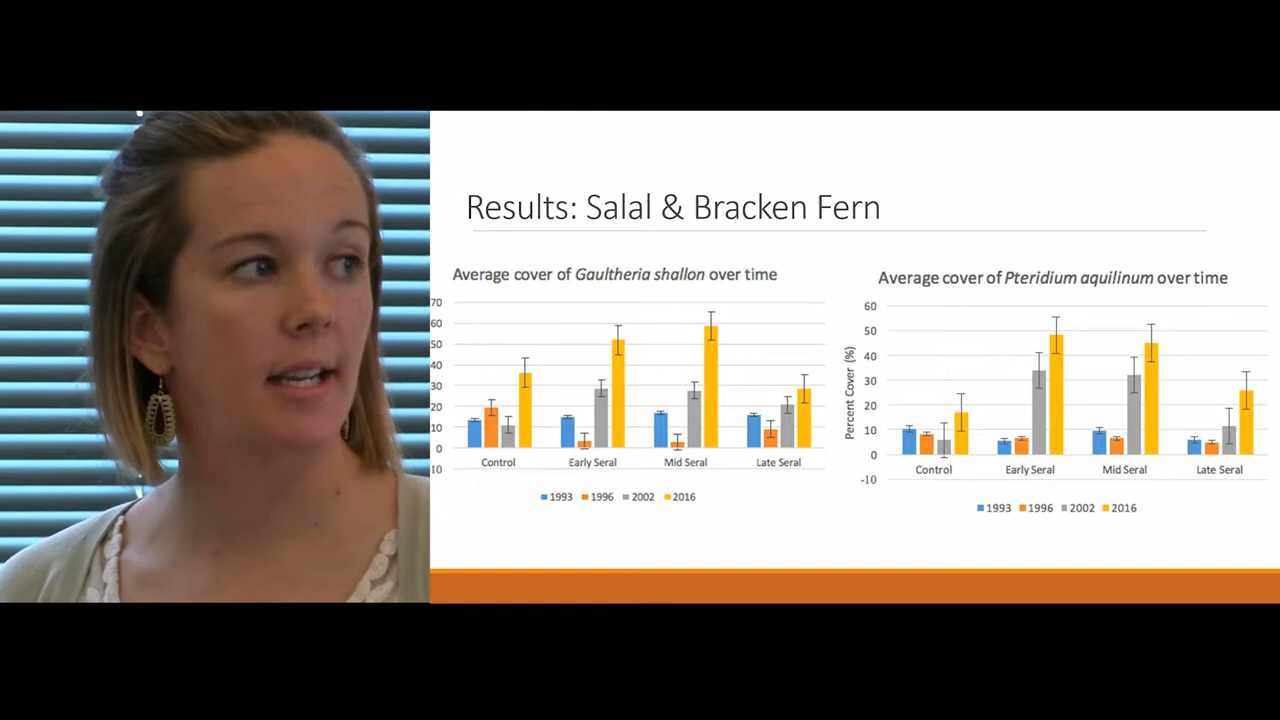 Results: Salal & Bracken Fern
Average cover of Gaultheria shallon over time
70
60
50
40
30
20
10
0
10
Control Early Seral Mid Seral Late Seral
1993 1996 2002 2016
Average cover of Pteridium aquilinum over time
Percent Cover (%)
60
50
40
30
20
10
0
-10
Control Early Seral Mid Seral Late Seral
1993 1996 2002 2016